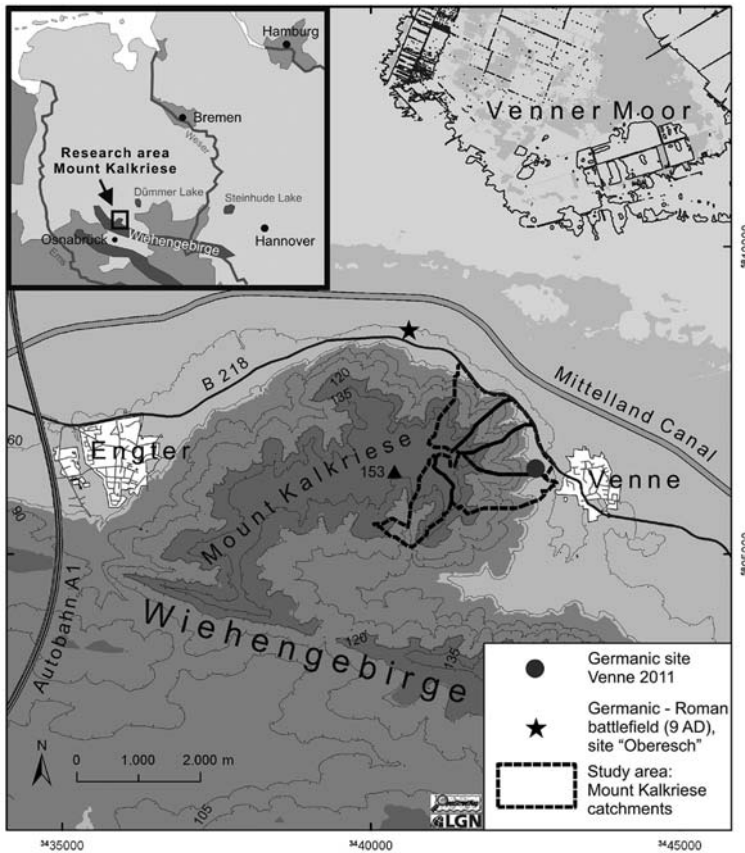 Hamburg
Bremen
Weser
Research area
Mount Kalkriese
Dümmer Lake
Steinhude Lake
Osnabrück
Wiehengebirge
Hannover
Ems
Venner Moor
B 218
Mittelland Canal
120
135
60
Engter
Mount Kalkriese
153
Venne
90
Autobahn A1
Wiehengebirge
120
135
105
N
0 1.000 2.000 m
Germanic site
Venne 2011
Germanic - Roman
battlefield (9 AD),
site "Oberesch"
Study area:
Mount Kalkriese
catchments
LGN
³⁴35000
³⁴40000
³⁴45000